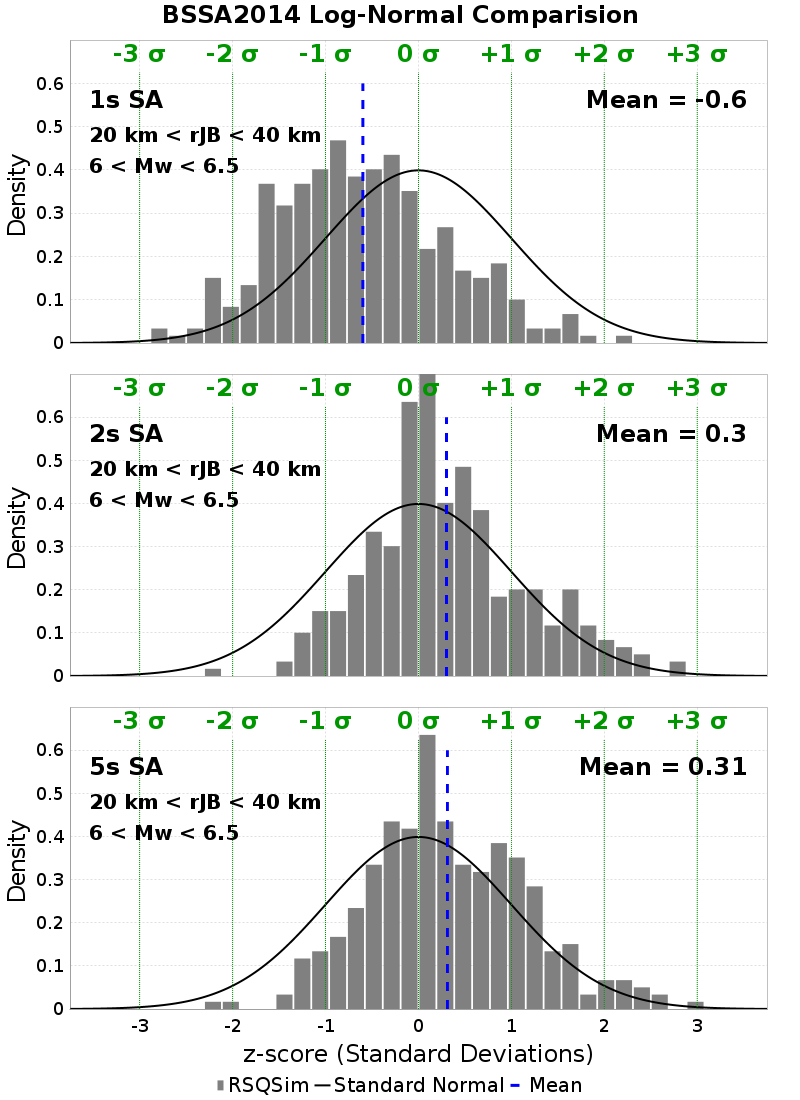 BSSA2014 Log-Normal Comparision
-3 σ -2 σ -1 σ 0 σ +1 σ +2 σ +3 σ
1s SA
Mean = -0.6
20 km < rJB < 40 km
6 < Mw < 6.5
Density
0.6
0.5
0.4
0.3
0.2
0.1
0
-3 σ -2 σ -1 σ 0 σ +1 σ +2 σ +3 σ
2s SA
Mean = 0.3
20 km < rJB < 40 km
6 < Mw < 6.5
Density
0.6
0.5
0.4
0.3
0.2
0.1
0
-3 σ -2 σ -1 σ 0 σ +1 σ +2 σ +3 σ
5s SA
Mean = 0.31
20 km < rJB < 40 km
6 < Mw < 6.5
Density
0.6
0.5
0.4
0.3
0.2
0.1
0
-3 -2 -1 0 1 2 3
z-score (Standard Deviations)
RSQSim Standard Normal Mean